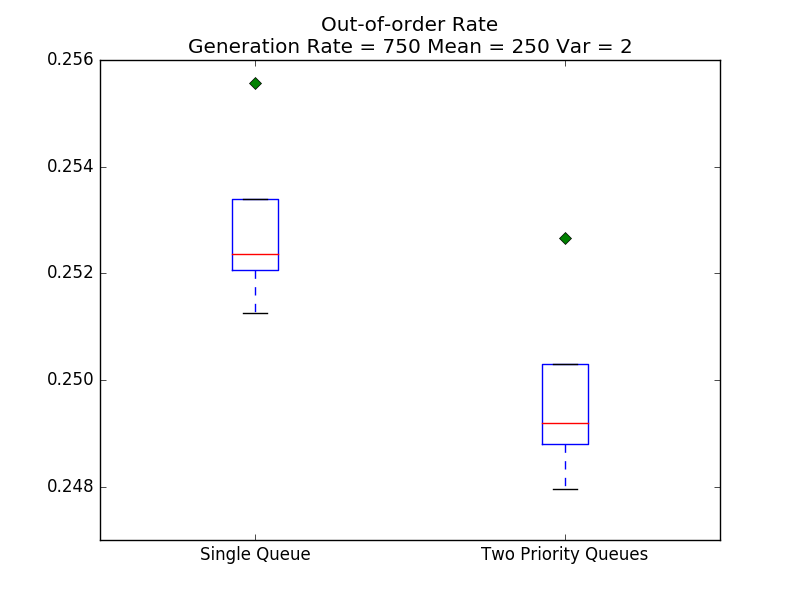 Out-of-order Rate
Generation Rate = 750 Mean = 250 Var = 2
0.256
0.254
0.252
0.250
0.248
Single Queue
Two Priority Queues